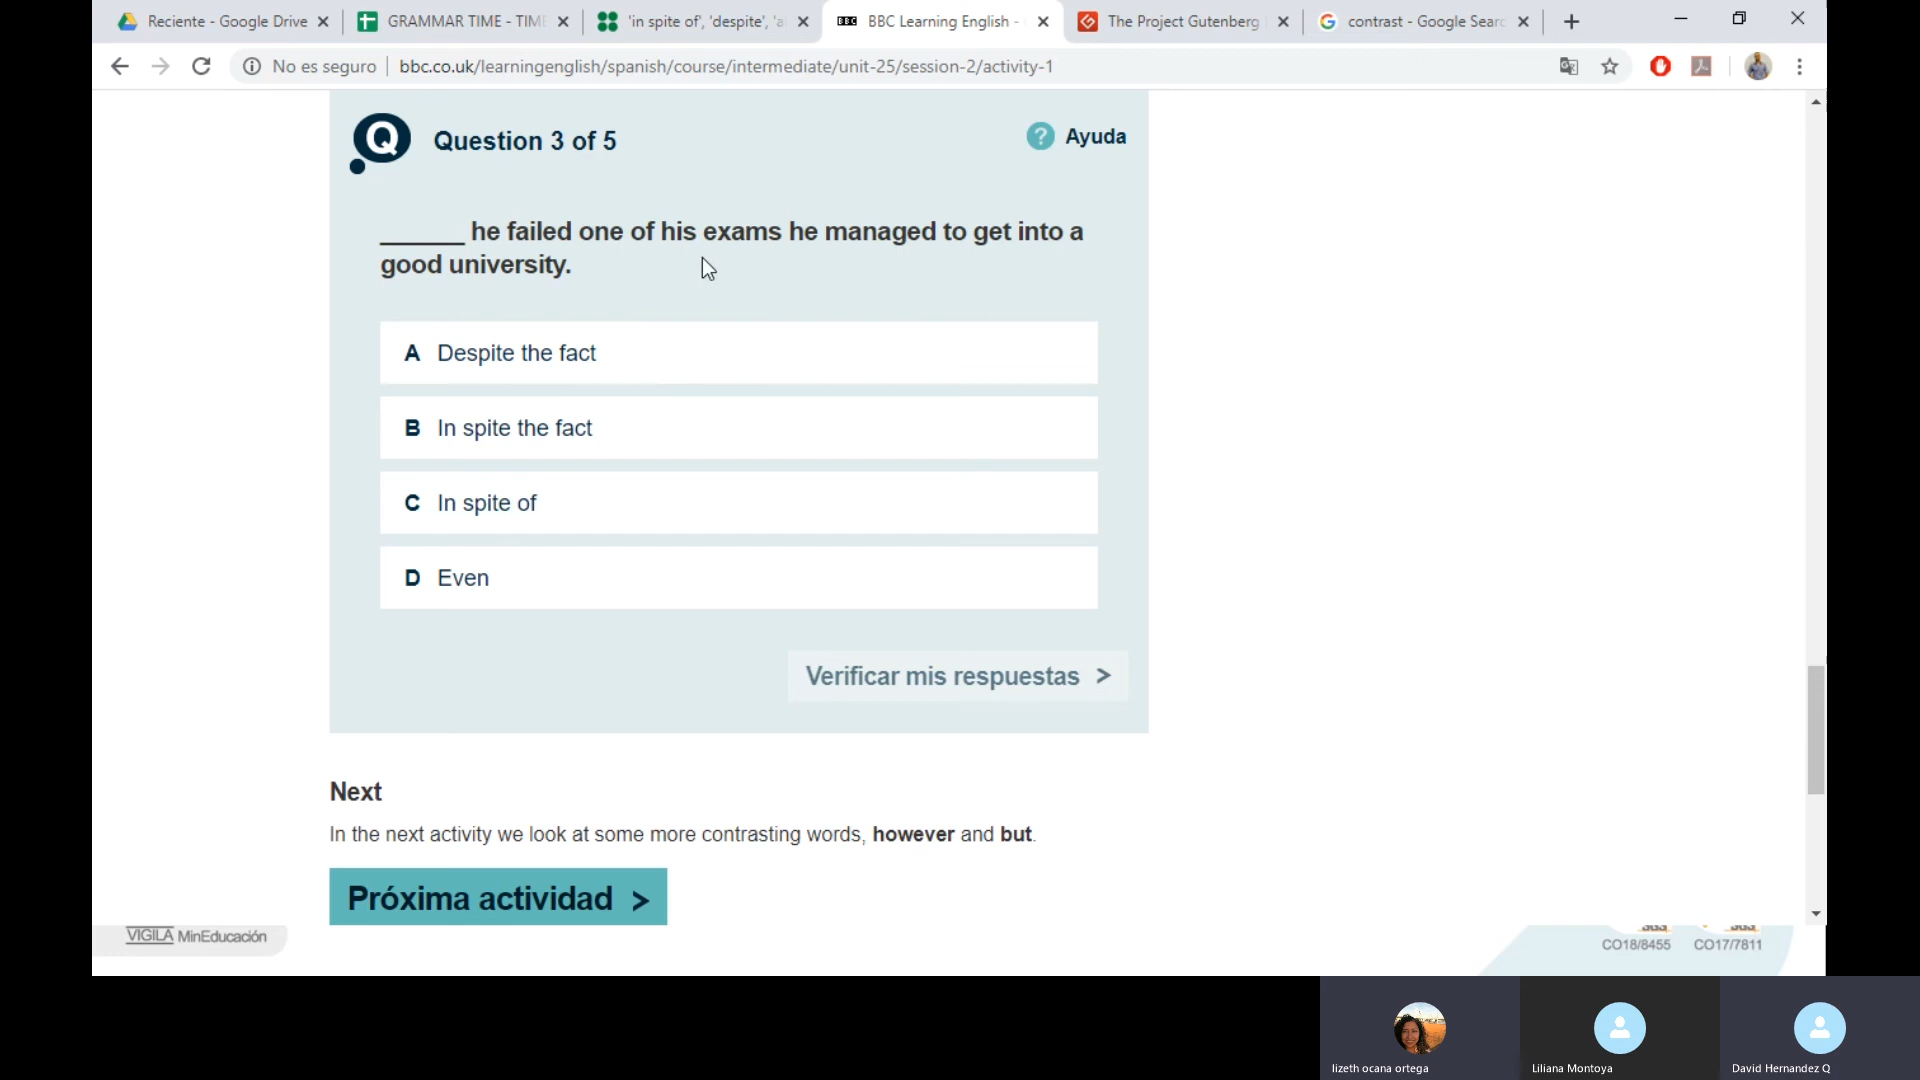 Reciente - Google Drive
GRAMMAR TIME - TIME
'in spite of', 'despite', 'al
BBC Learning English -
The Project Gutenberg
contrast - Google Searc
No es seguro
bbc.co.uk/learningenglish/spanish/course/intermediate/unit-25/session-2/activity-1
Q
Question 3 of 5
? Ayuda
______ he failed one of his exams he managed to get into a
good university.
A Despite the fact
B In spite the fact
C In spite of
D Even
Verificar mis respuestas >
Next
In the next activity we look at some more contrasting words, however and but.
Próxima actividad >
VIGILA MinEducación
SGS SGS
CO18/8455 CO17/7811
lizeth ocana ortega
Liliana Montoya
David Hernandez Q